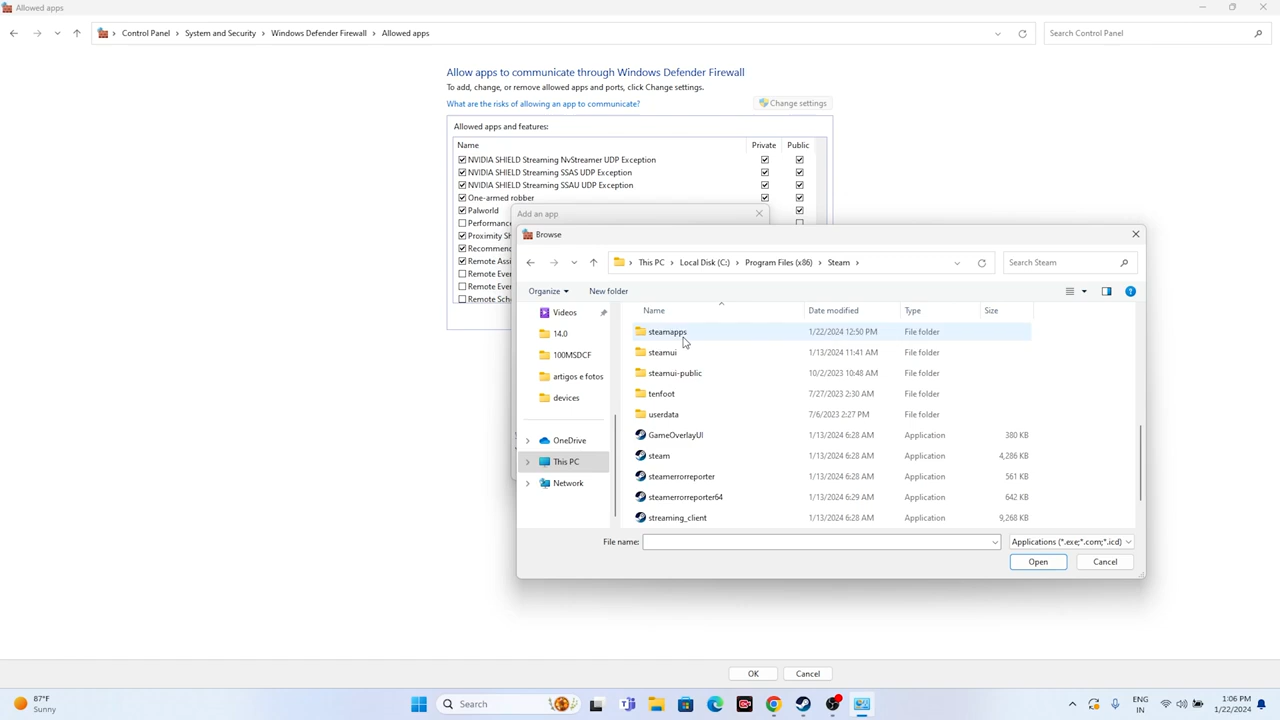 Allowed apps
Control Panel > System and Security > Windows Defender Firewall > Allowed apps
Search Control Panel
Allow apps to communicate through Windows Defender Firewall
To add, change, or remove allowed apps and ports, click Change settings.
What are the risks of allowing an app to communicate?
Change settings
Allowed apps and features:
Name Private Public
NVIDIA SHIELD Streaming NvStreamer UDP Exception
NVIDIA SHIELD Streaming SSAS UDP Exception
NVIDIA SHIELD Streaming SSAU UDP Exception
One-armed robber
Palworld
Performance
Proximity Sh
Recommend
Remote Assi
Remote Ever
Remote Ever
Remote Sche
Add an app
Browse
This PC > Local Disk (C:) > Program Files (x86) > Steam >
Search Steam
Organize
New folder
Videos
14.0
100MSDCF
artigos e fotos
devices
OneDrive
This PC
Network
Name Date modified Type Size
steamapps 1/22/2024 12:50 PM File folder
steamui 1/13/2024 11:41 AM File folder
steamui-public 10/2/2023 10:48 AM File folder
tenfoot 7/27/2023 2:30 AM File folder
userdata 7/6/2023 2:27 PM File folder
GameOverlayUI 1/13/2024 6:28 AM Application 380 KB
steam 1/13/2024 6:28 AM Application 4,286 KB
steamerrorreporter 1/13/2024 6:28 AM Application 561 KB
steamerrorreporter64 1/13/2024 6:29 AM Application 642 KB
streaming_client 1/13/2024 6:28 AM Application 9,268 KB
File name:
Applications (*.exe;*.com;*.icd)
Open
Cancel
OK
Cancel
87°F
Sunny
Search
ENG
IN
1:06 PM
1/22/2024